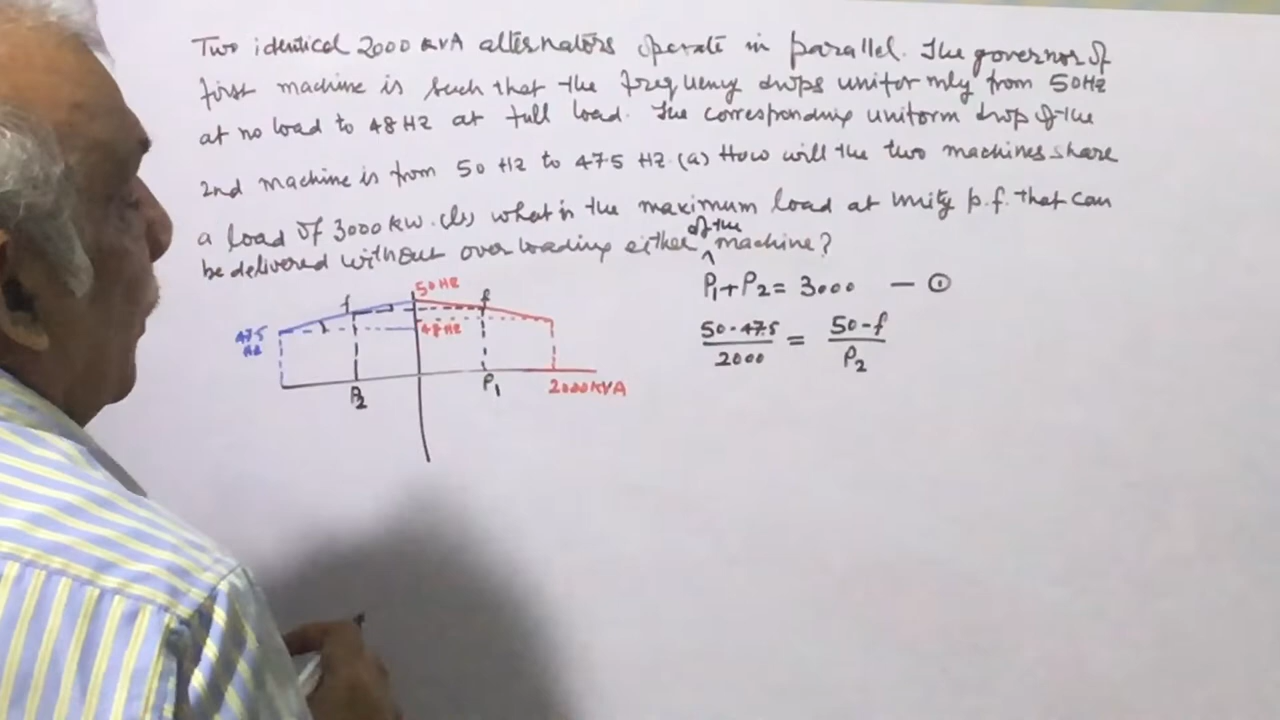 Two identical 2000 KVA alternators operate in parallel. The governor of
first machine is such that the frequency drops uniformly from 50Hz
at no load to 48 Hz at full load. The corresponding uniform drop of the
2nd machine is from 50 Hz to 47.5 Hz. (a) How will the two machines share
a load of 3000 kw. (b) what is the maximum load at unity p.f. that can
be delivered without overloading either of the machine?
P1 + P2 = 3000 — ①
50-47.5 / 2000 = 50-f / P2
50 HZ
f
f
47.5 HZ
48 HZ
P2
P1
2000 KVA